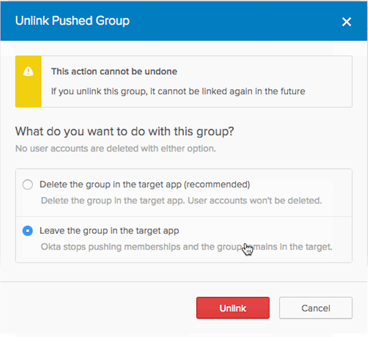 Unlink Pushed Group
This action cannot be undone
If you unlink this group, it cannot be linked again in the future
What do you want to do with this group?
No user accounts are deleted with either option.
Delete the group in the target app (recommended)
Delete the group in the target app. User accounts won't be deleted.
Leave the group in the target app
Okta stops pushing memberships and the group remains in the target.
Unlink
Cancel